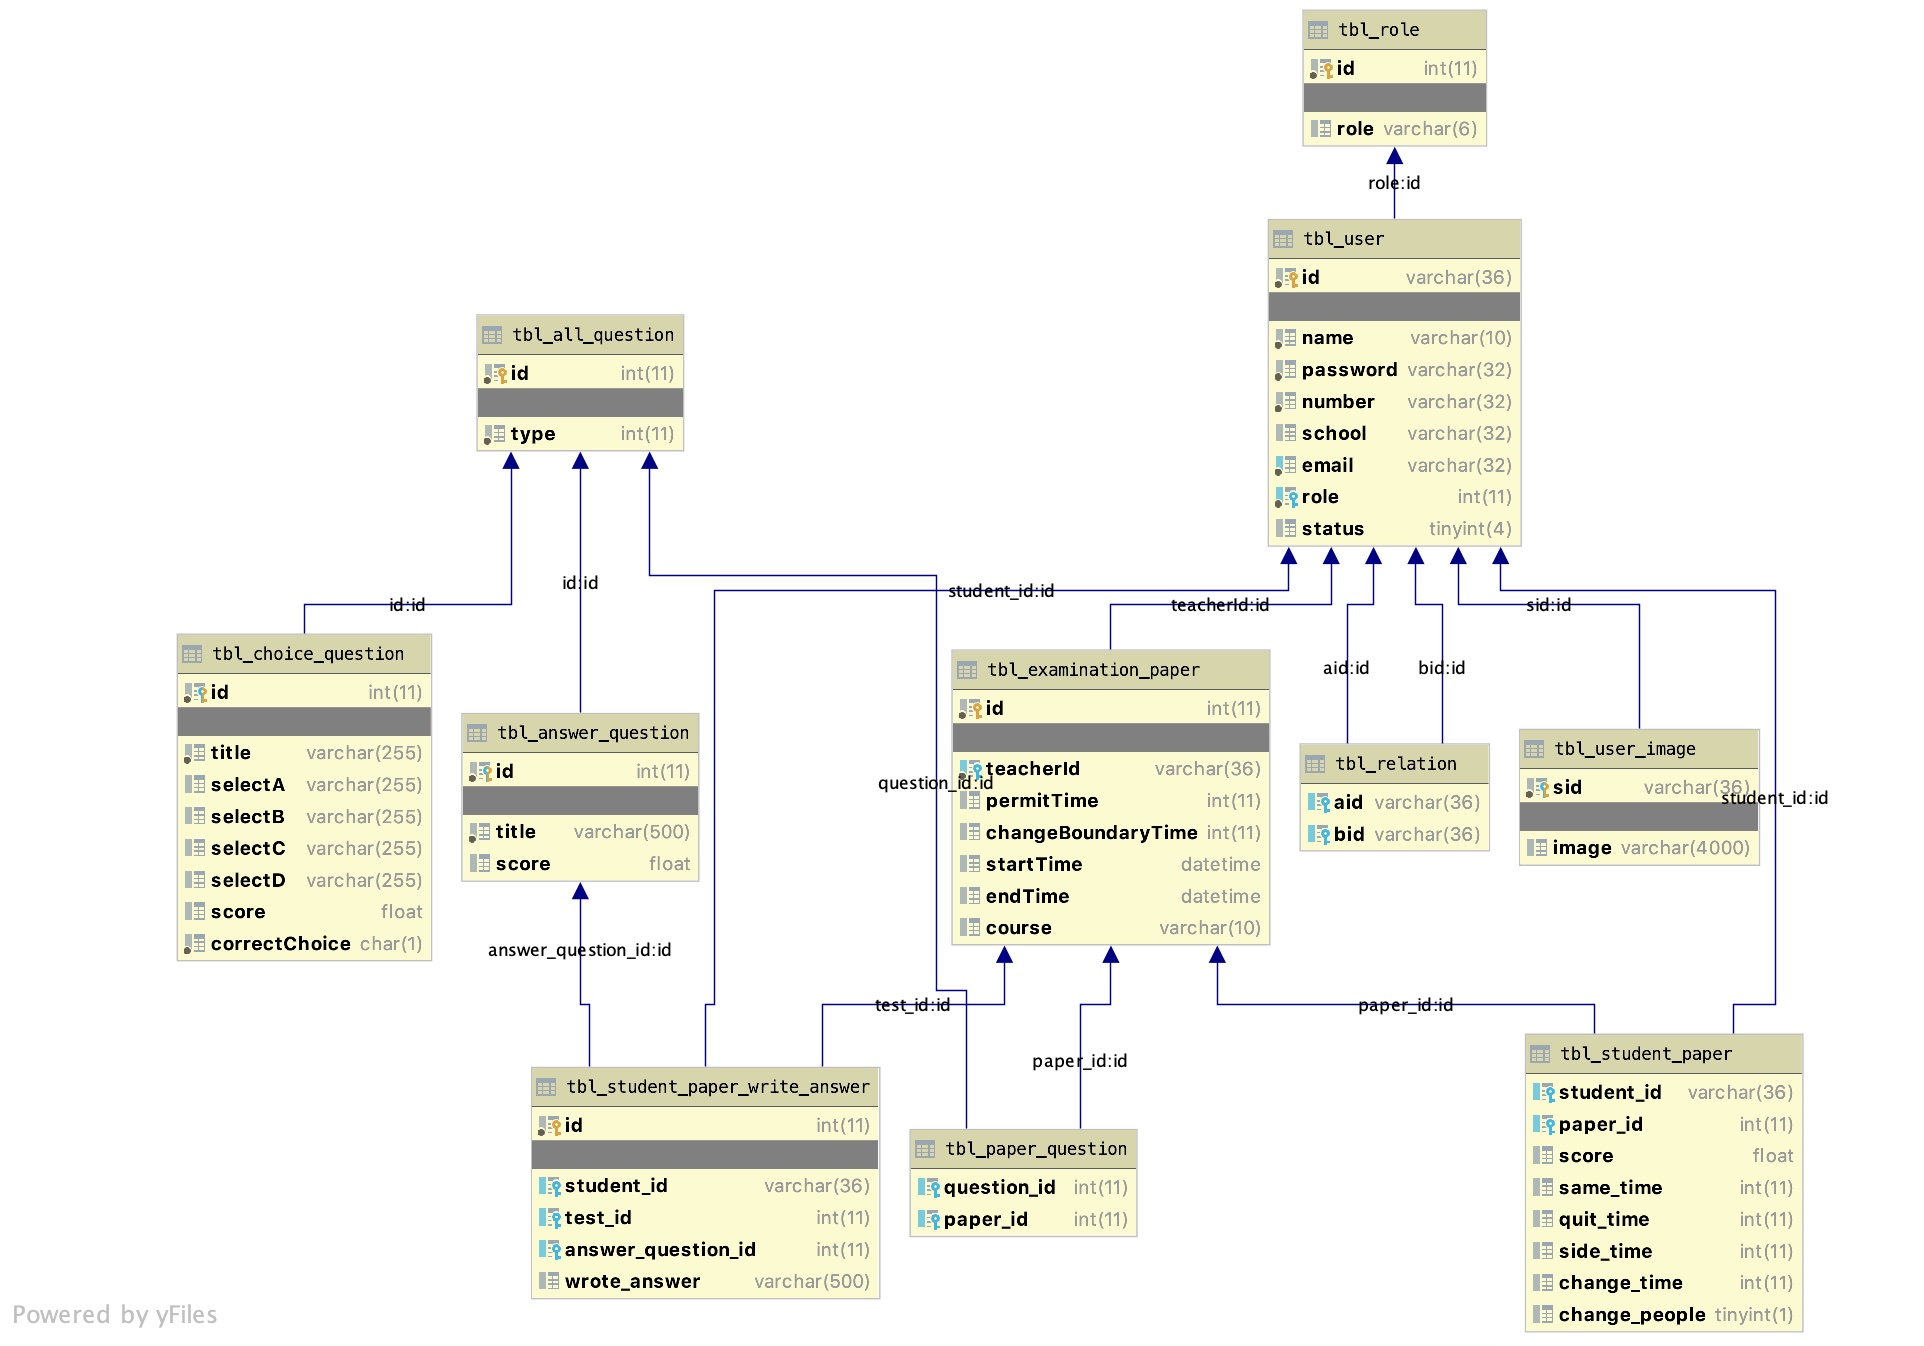 tbl_role
id int(11)
role varchar(6)
role:id
tbl_user
id varchar(36)
name varchar(10)
password varchar(32)
number varchar(32)
school varchar(32)
email varchar(32)
role int(11)
status tinyint(4)
tbl_all_question
id int(11)
type int(11)
id:id
id:id
student_id:id
teacherId:id
sid:id
aid:id
bid:id
tbl_choice_question
id int(11)
title varchar(255)
selectA varchar(255)
selectB varchar(255)
selectC varchar(255)
selectD varchar(255)
score float
correctChoice char(1)
tbl_answer_question
id int(11)
title varchar(500)
score float
question_id:id
tbl_examination_paper
id int(11)
teacherId varchar(36)
permitTime int(11)
changeBoundaryTime int(11)
startTime datetime
endTime datetime
course varchar(10)
tbl_relation
aid varchar(36)
bid varchar(36)
tbl_user_image
sid varchar(36)
image varchar(4000)
student_id:id
answer_question_id:id
test_id:id
paper_id:id
paper_id:id
tbl_student_paper_write_answer
id int(11)
student_id varchar(36)
test_id int(11)
answer_question_id int(11)
wrote_answer varchar(500)
tbl_paper_question
question_id int(11)
paper_id int(11)
tbl_student_paper
student_id varchar(36)
paper_id int(11)
score float
same_time int(11)
quit_time int(11)
side_time int(11)
change_time int(11)
change_people tinyint(1)
Powered by yFiles